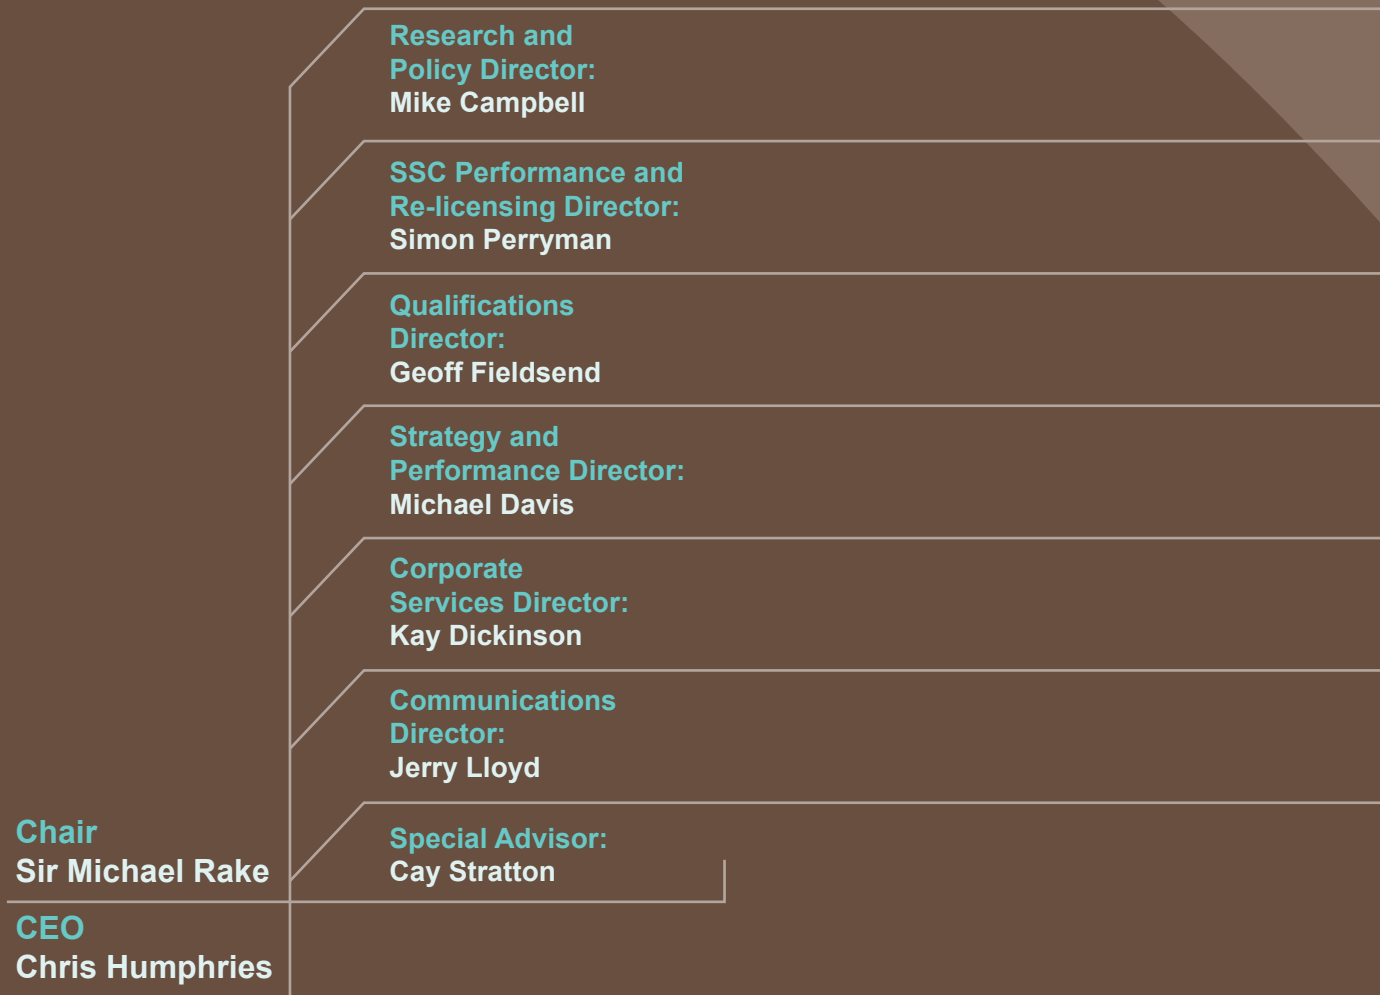 Research and
Policy Director:
Mike Campbell
SSC Performance and
Re-licensing Director:
Simon Perryman
Qualifications
Director:
Geoff Fieldsend
Strategy and
Performance Director:
Michael Davis
Corporate
Services Director:
Kay Dickinson
Communications
Director:
Jerry Lloyd
Special Advisor:
Cay Stratton
Chair
Sir Michael Rake
CEO
Chris Humphries